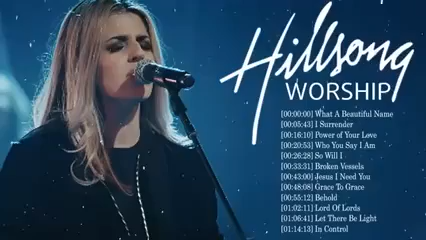 Hillsong
WORSHIP
[00:00:00] What A Beautiful Name
[00:05:43] I Surrender
[00:16:10] Power of Your Love
[00:20:53] Who You Say I Am
[00:26:28] So Will I
[00:33:31] Broken Vessels
[00:43:00] Jesus I Need You
[00:48:08] Grace To Grace
[00:55:12] Behold
[01:02:11] Lord Of Lords
[01:06:41] Let There Be Light
[01:14:13] In Control